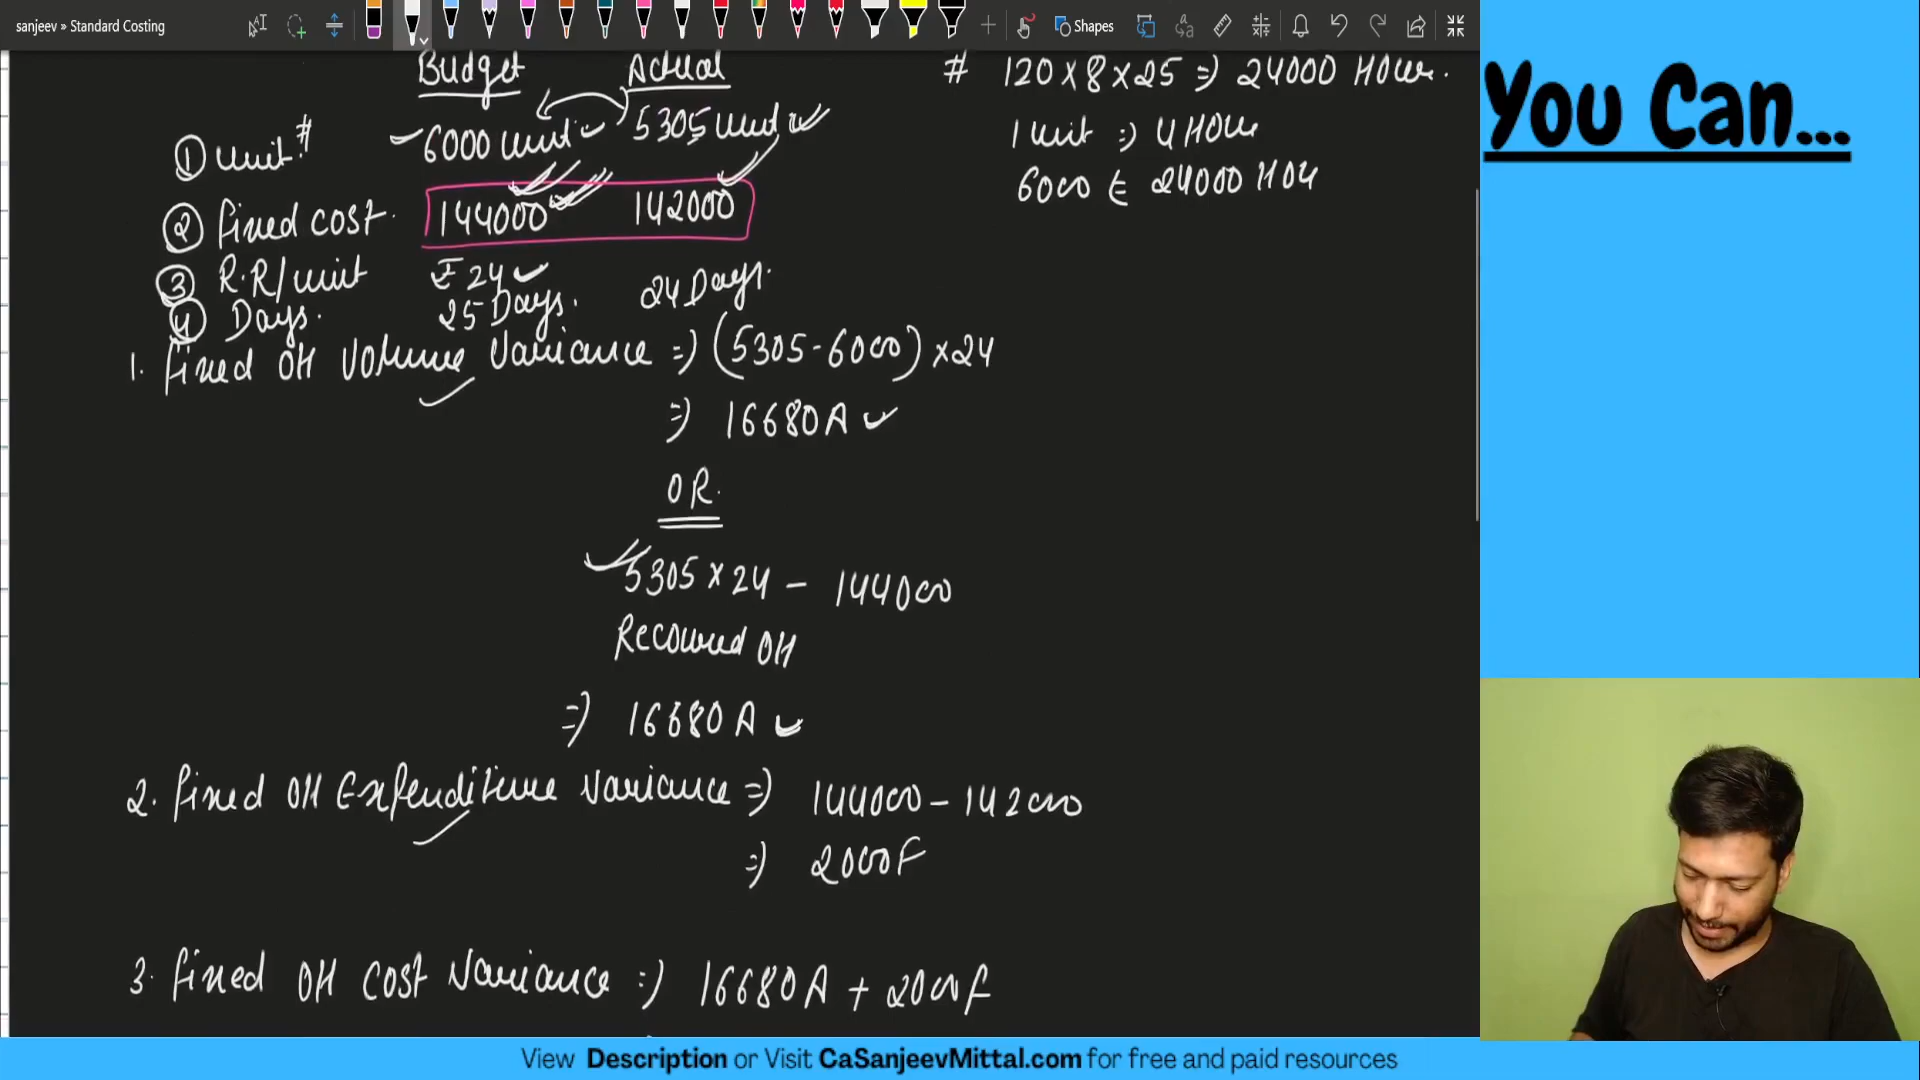 sanjeev » Standard Costing
Shapes
You Can...
Budget Actual
① unit # 6000 unit 5305 unit
② Fixed cost. 144000 142000
③ R.R/unit ₹ 24
④ Days. 25 Days. 24 Days.
# 120 x 8 x 25 => 24000 Hour.
1 unit => 4 Hour
6000 ← 24000 Hou
1. Fixed OH Volume Variance => (5305 - 6000) x 24
=> 16680 A
OR.
5305 x 24 - 144000
Recovered OH
=> 16680 A
2. Fixed OH Expenditure Variance => 144000 - 142000
=> 2000 F
3. Fixed OH Cost Variance => 16680 A + 2000 F
View Description or Visit CaSanjeevMittal.com for free and paid resources